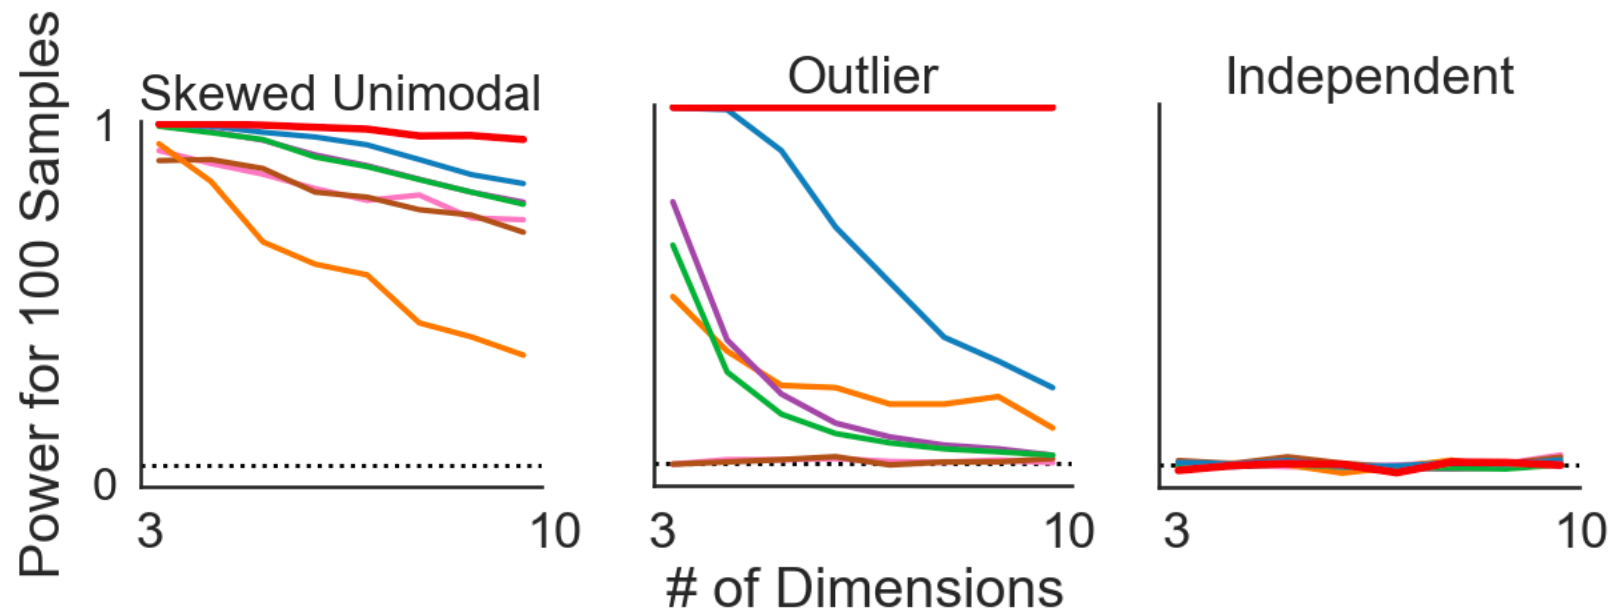 Power for 100 Samples
Skewed Unimodal
Outlier
Independent
1
0
3
10
3
10
3
10
# of Dimensions